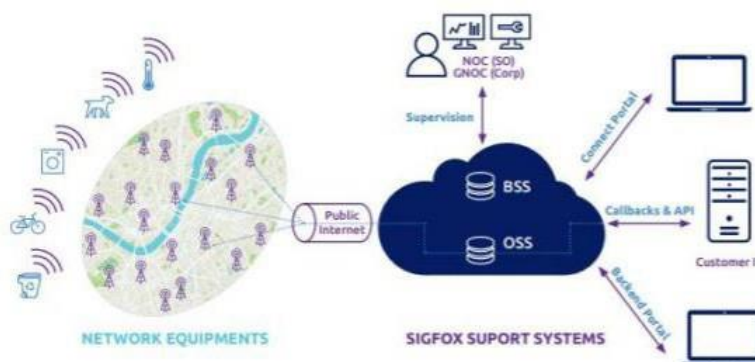 NOC (SO)
GNOC (Corp)
Supervision
Connect Portal
BSS
Public
Internet
Callbacks & API
OSS
Customer
Backend Portal
NETWORK EQUIPMENTS
SIGFOX SUPORT SYSTEMS